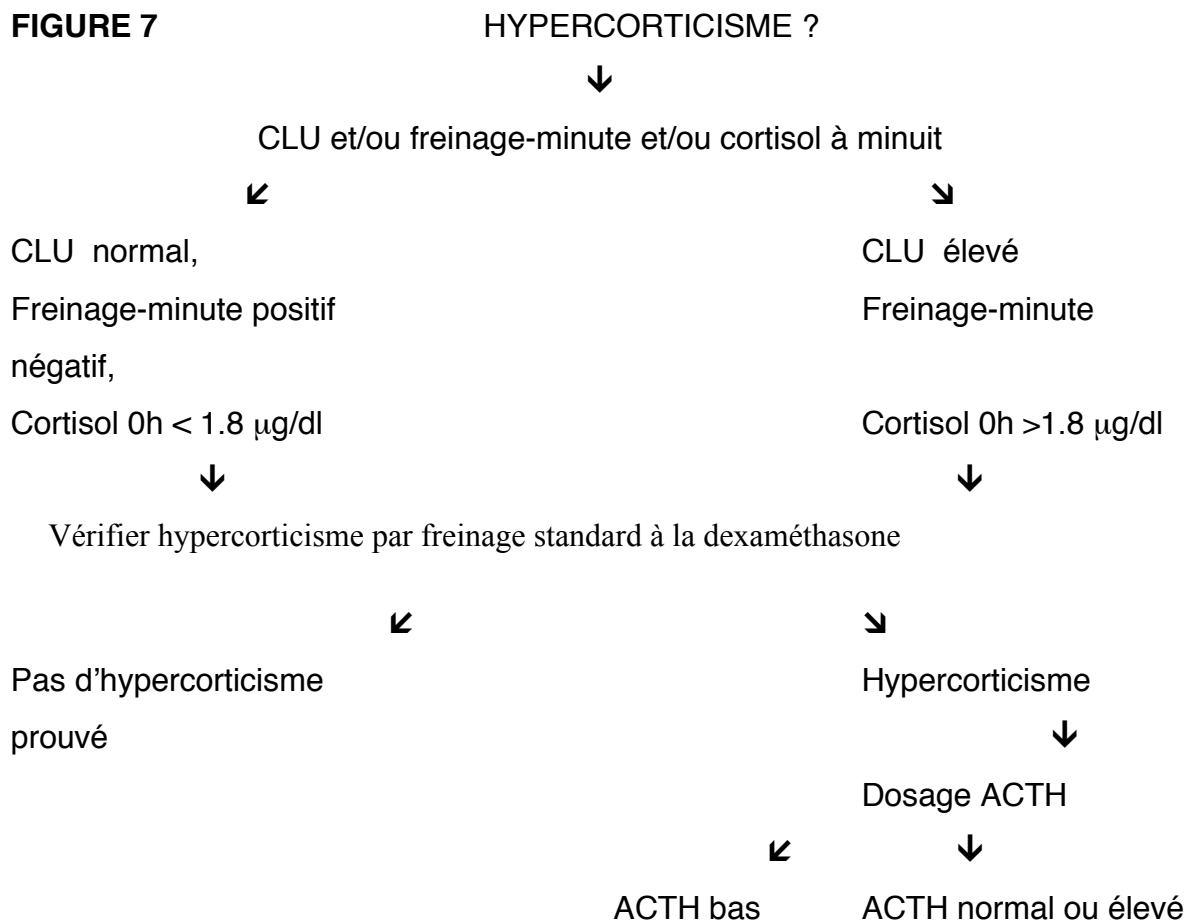 FIGURE 7 HYPERCORTICISME ?
🡻
CLU et/ou freinage-minute et/ou cortisol à minuit
🡿 🡾
CLU normal, CLU élevé
Freinage-minute positif Freinage-minute
négatif,
Cortisol 0h < 1.8 μg/dl Cortisol 0h >1.8 μg/dl
🡻 🡻
Vérifier hypercorticisme par freinage standard à la dexaméthasone
🡿 🡾
Pas d’hypercorticisme Hypercorticisme
prouvé 🡻
Dosage ACTH
🡿 🡻
ACTH bas ACTH normal ou élevé